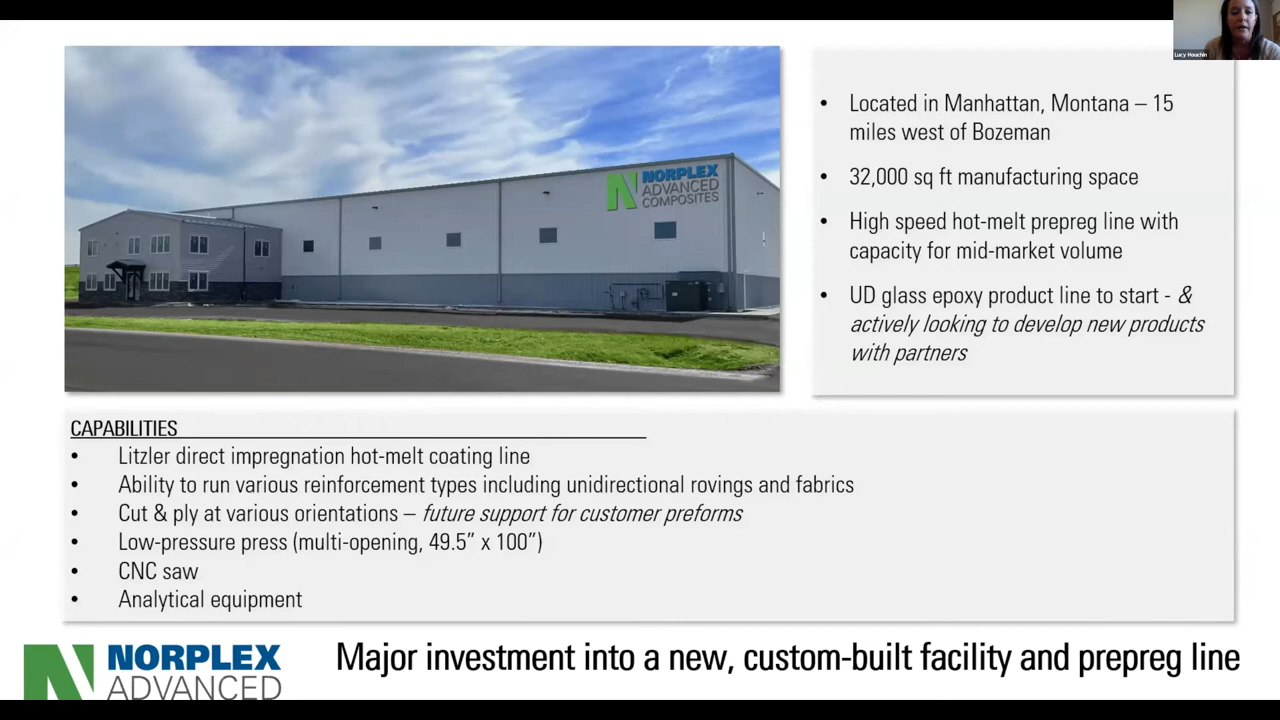 Lucy Houchin
NORPLEX
ADVANCED
COMPOSITES
• Located in Manhattan, Montana – 15
miles west of Bozeman
• 32,000 sq ft manufacturing space
• High speed hot-melt prepreg line with
capacity for mid-market volume
• UD glass epoxy product line to start - &
actively looking to develop new products
with partners
CAPABILITIES
• Litzler direct impregnation hot-melt coating line
• Ability to run various reinforcement types including unidirectional rovings and fabrics
• Cut & ply at various orientations – future support for customer preforms
• Low-pressure press (multi-opening, 49.5” x 100”)
• CNC saw
• Analytical equipment
NORPLEX
ADVANCED
Major investment into a new, custom-built facility and prepreg line